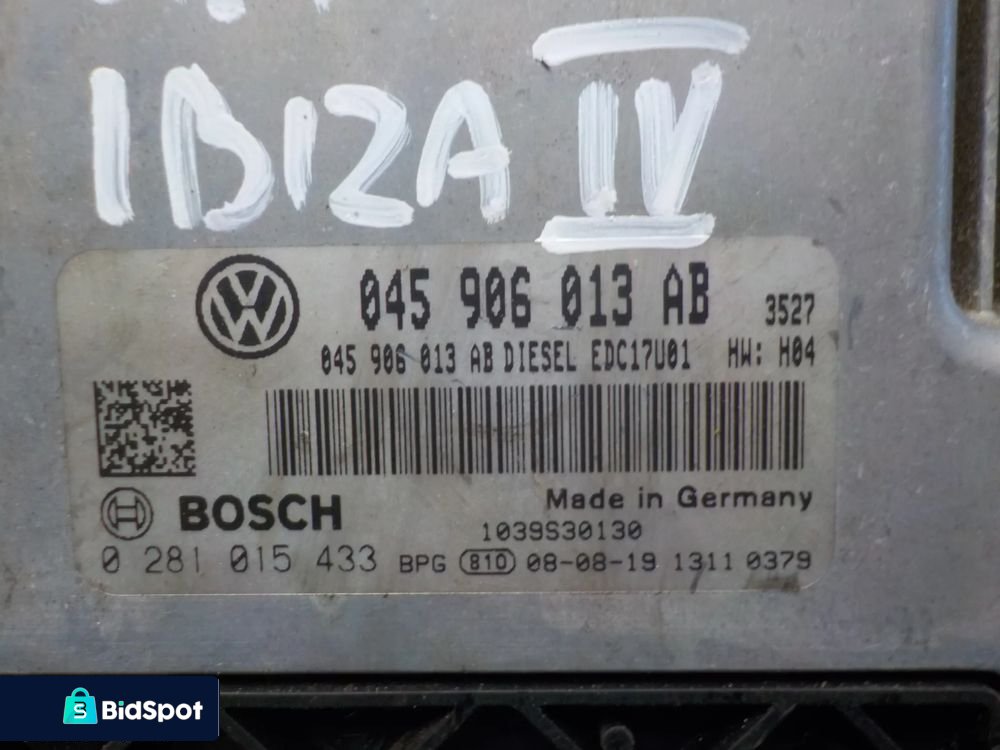 IBIZA IV
045 906 013 AB 3527
045 906 013 AB DIESEL EDC17U01 HW: H04
BOSCH Made in Germany
1039S30130
0 281 015 433 BPG 810 08-08-19 1311 0379
BidSpot